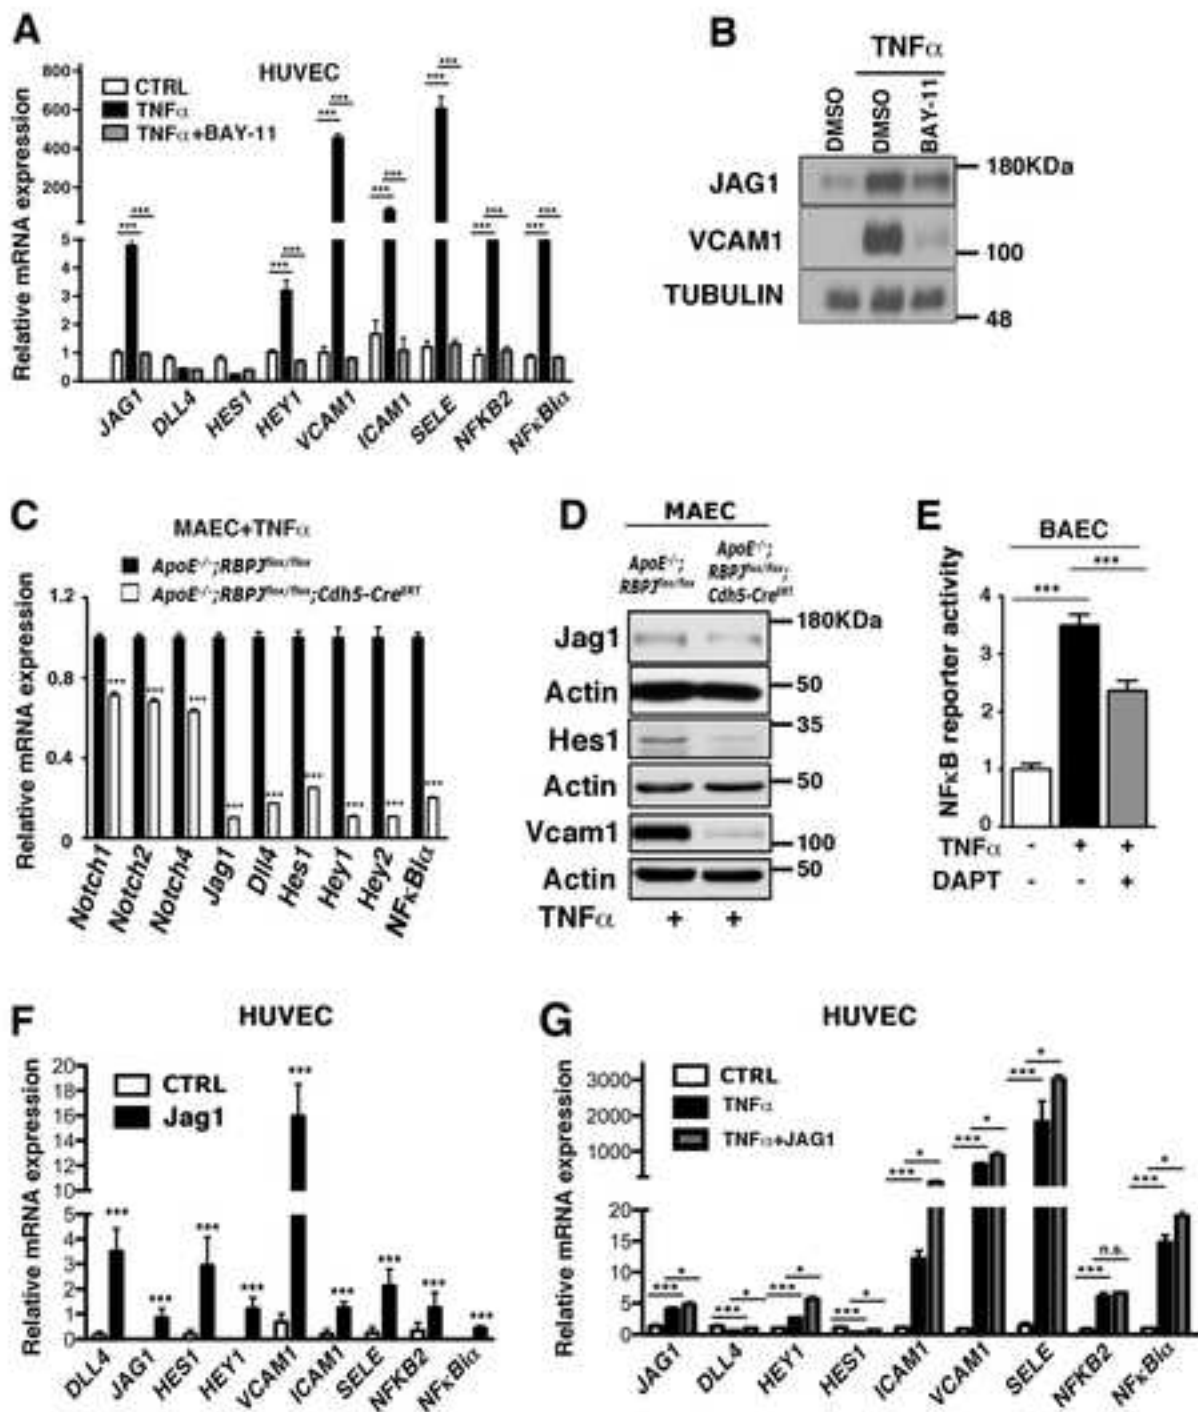 A
HUVEC
CTRL
TNFα
TNFα+BAY-11
Relative mRNA expression
Relative mRNA expression
800
600
400
200
5
4
3
2
1
0
*** *** *** *** *** *** *** *** *** *** *** *** *** ***
JAG1 DLL4 HES1 HEY1 VCAM1 ICAM1 SELE NFKB2 NFκBIα
B
TNFα
DMSO DMSO BAY-11
JAG1 180KDa
VCAM1 100
TUBULIN 48
C
MAEC+TNFα
ApoE-/-;RBPJflox/flox
ApoE-/-;RBPJflox/flox;Cdh5-CreERT
Relative mRNA expression
1.2
0.8
0.4
0
*** *** *** *** *** *** *** *** ***
Notch1 Notch2 Notch4 Jag1 Dll4 Hes1 Hey1 Hey2 NFκBIα
D
MAEC
ApoE-/-; RBPJflox/flox
ApoE-/-; RBPJflox/flox; Cdh5-CreERT
Jag1 180KDa
Actin 50
Hes1 35
Actin 50
Vcam1 100
Actin 50
TNFα + +
E
BAEC
NFκB reporter activity
*** ***
4
3
2
1
0
TNFα - + +
DAPT - - +
F
HUVEC
CTRL
Jag1
Relative mRNA expression
20
18
16
14
12
10
5
4
3
2
1
0
*** *** *** *** *** *** *** *** ***
DLL4 JAG1 HES1 HEY1 VCAM1 ICAM1 SELE NFKB2 NFκBIα
G
HUVEC
CTRL
TNFα
TNFα+JAG1
Relative mRNA expression
3000
2000
1000
20
15
10
5
0
*** * *** * *** * *** * *** * *** * *** * *** n.s. *** *
JAG1 DLL4 HEY1 HES1 ICAM1 VCAM1 SELE NFKB2 NFκBIα